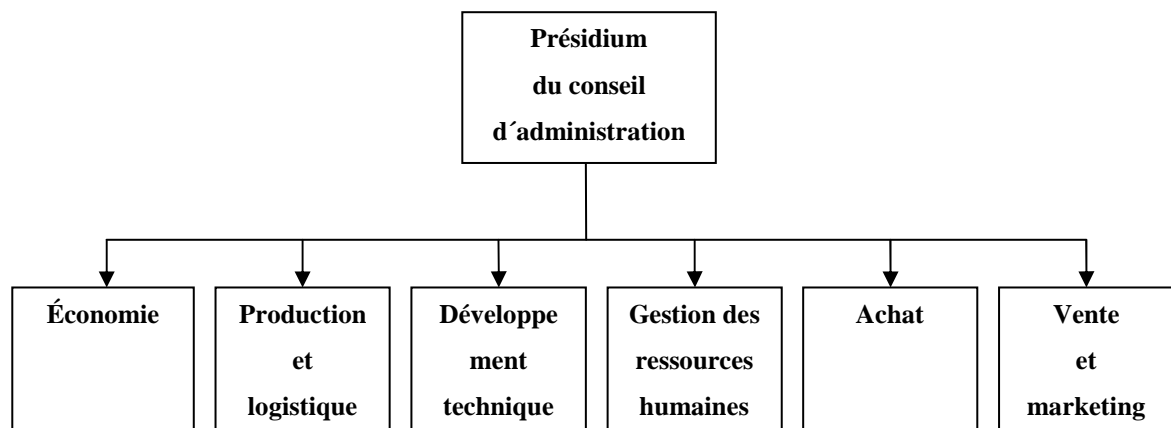 Présidium
du conseil
d´administration
Économie
Production
et
logistique
Développe
ment
technique
Gestion des
ressources
humaines
Achat
Vente
et
marketing